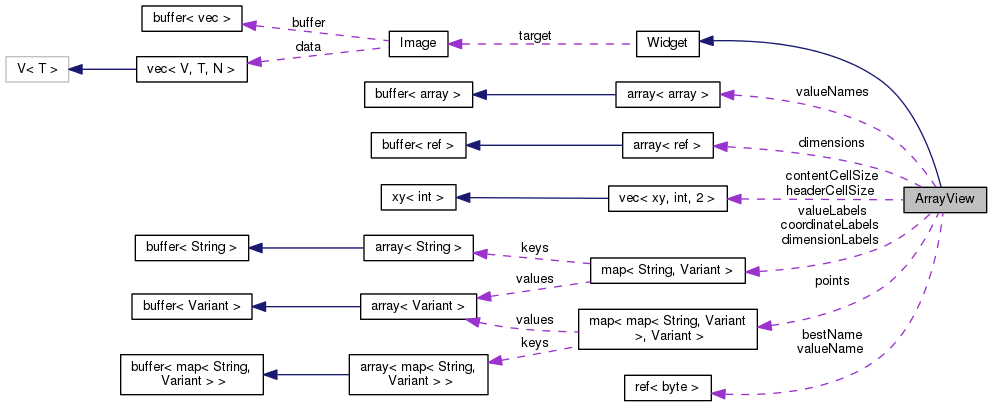 buffer< vec >
buffer
Image
target
Widget
data
V< T >
vec< V, T, N >
valueNames
buffer< array >
array< array >
dimensions
buffer< ref >
array< ref >
contentCellSize
headerCellSize
xy< int >
vec< xy, int, 2 >
ArrayView
valueLabels
coordinateLabels
dimensionLabels
buffer< String >
array< String >
keys
map< String, Variant >
values
points
buffer< Variant >
array< Variant >
values
map< map< String, Variant
>, Variant >
keys
bestName
valueName
buffer< map< String,
Variant > >
array< map< String,
Variant > >
ref< byte >